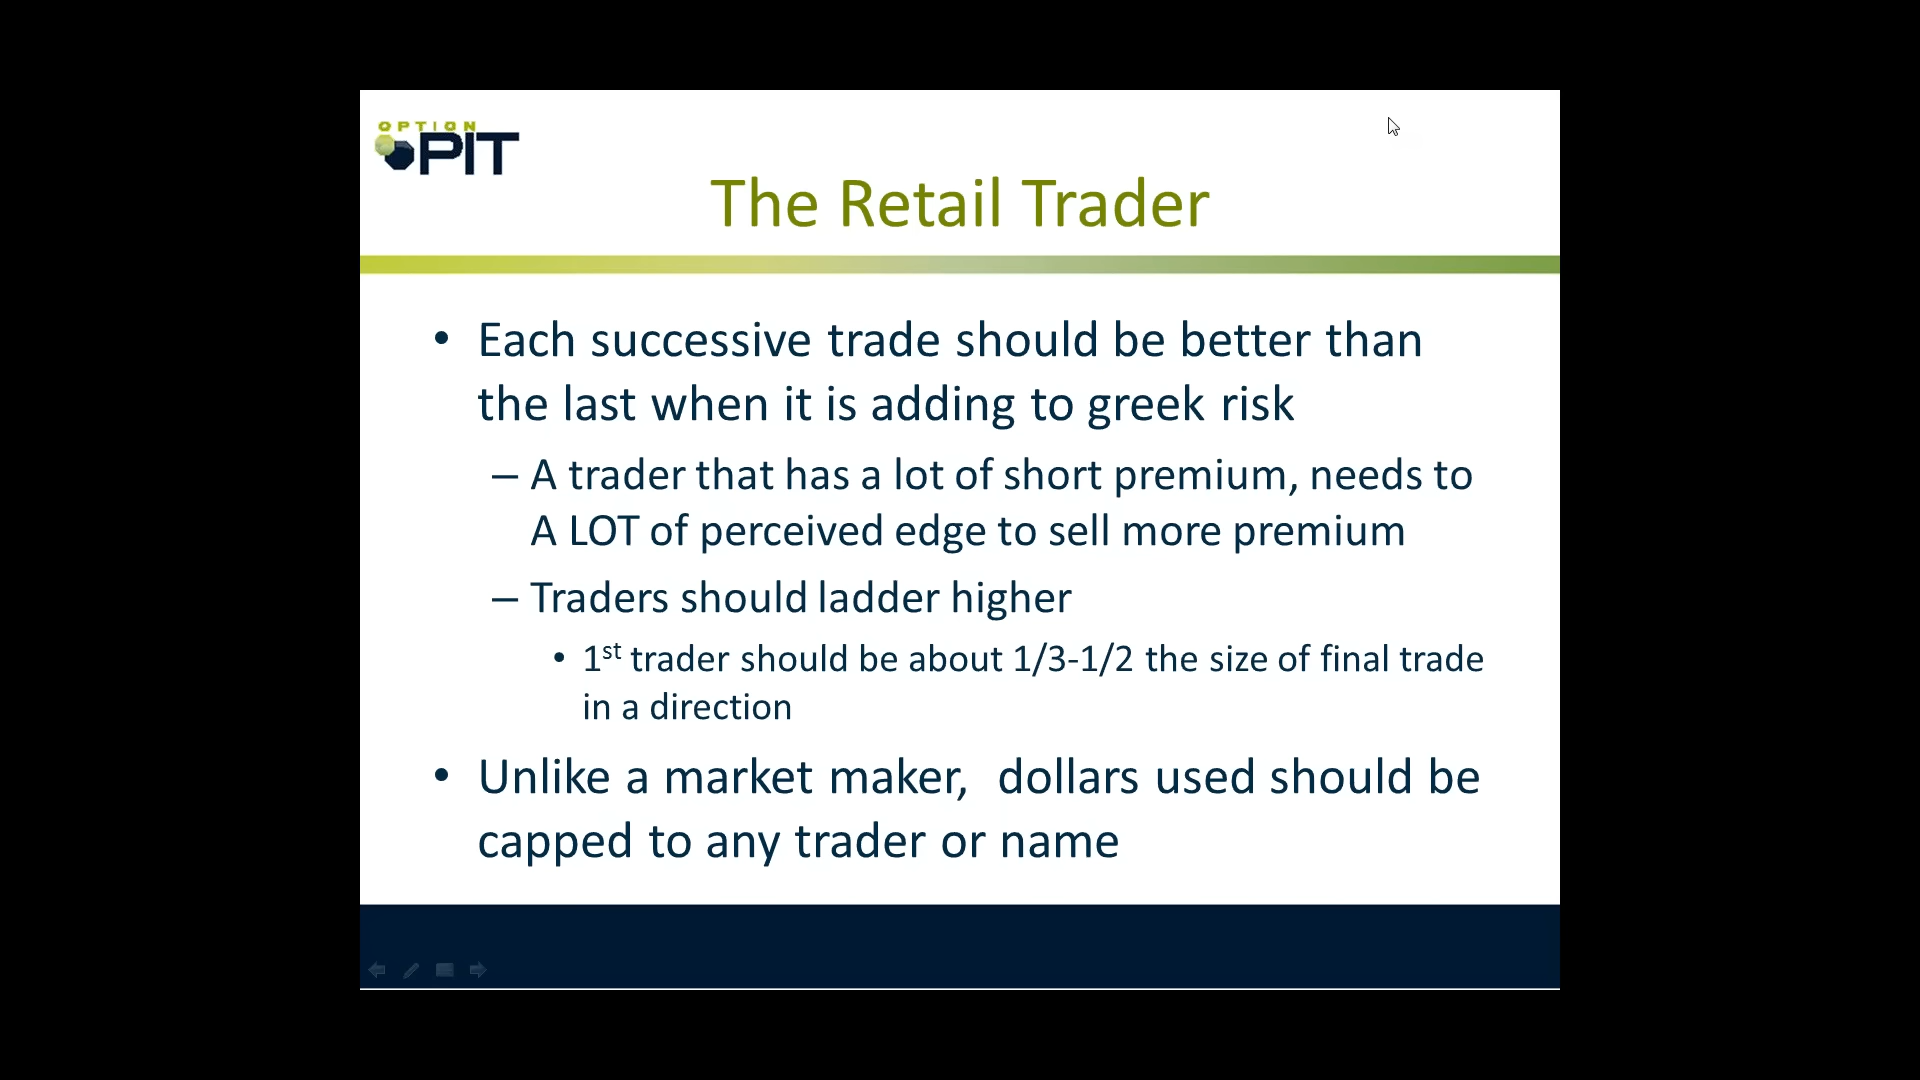 OPTION
PIT
The Retail Trader
• Each successive trade should be better than
the last when it is adding to greek risk
– A trader that has a lot of short premium, needs to
A LOT of perceived edge to sell more premium
– Traders should ladder higher
• 1st trader should be about 1/3-1/2 the size of final trade
in a direction
• Unlike a market maker,  dollars used should be
capped to any trader or name